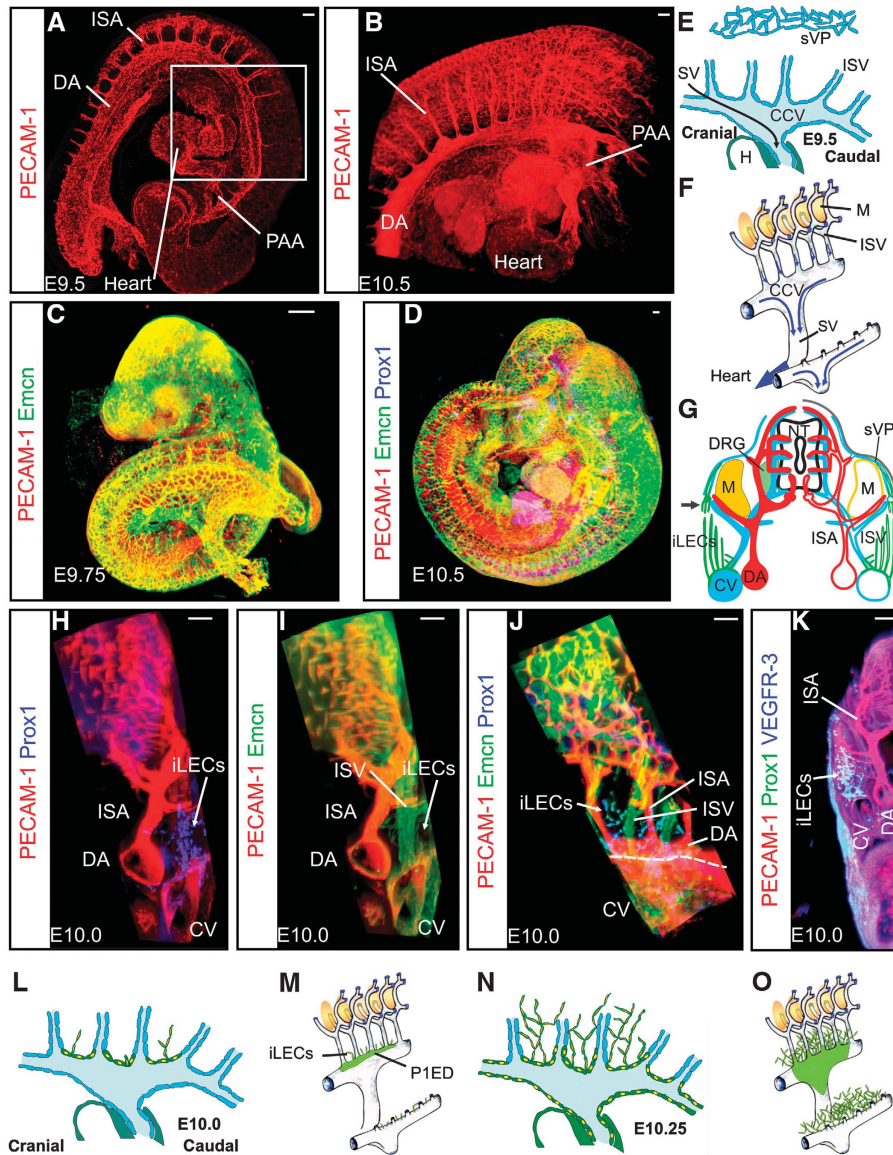 A
ISA
DA
PECAM-1
Heart
PAA
E9.5
B
ISA
PAA
PECAM-1
DA
Heart
E10.5
E
sVP
SV
ISV
CCV
Cranial
E9.5
H
Caudal
F
M
ISV
CCV
SV
Heart
C
PECAM-1 Emcn
E9.75
D
PECAM-1 Emcn Prox1
E10.5
G
NT
sVP
DRG
M
M
iLECs
ISA
ISV
CV
DA
H
PECAM-1 Prox1
iLECs
ISA
DA
CV
E10.0
I
PECAM-1 Emcn
ISV
iLECs
ISA
DA
CV
E10.0
J
PECAM-1 Emcn Prox1
iLECs
ISA
ISV
DA
CV
E10.0
K
PECAM-1 Prox1 VEGFR-3
ISA
iLECs
CV
DA
E10.0
L
E10.0
Cranial
Caudal
M
iLECs
P1ED
N
E10.25
O